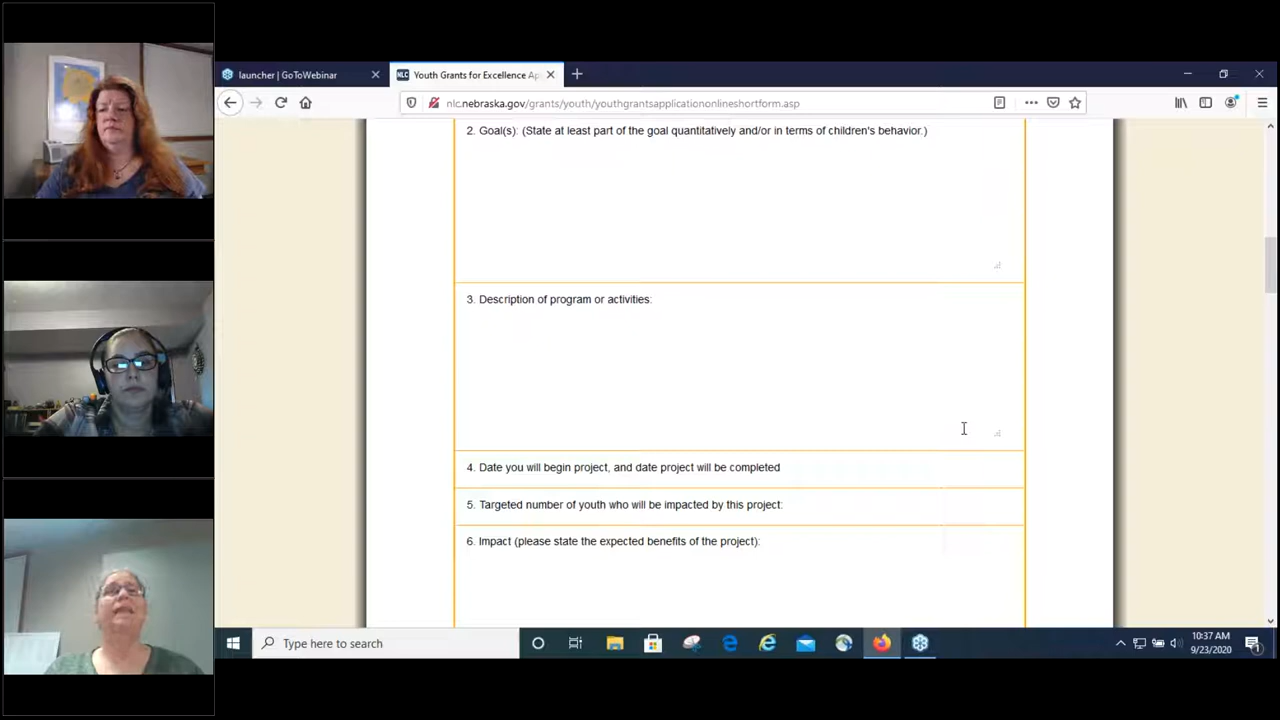 launcher | GoToWebinar
NLC Youth Grants for Excellence Ap
nlc.nebraska.gov/grants/youth/youthgrantsapplicationonlineshortform.asp
2. Goal(s): (State at least part of the goal quantitatively and/or in terms of children's behavior.)
3. Description of program or activities:
4. Date you will begin project, and date project will be completed
5. Targeted number of youth who will be impacted by this project:
6. Impact (please state the expected benefits of the project):
Type here to search
10:37 AM
9/23/2020
1